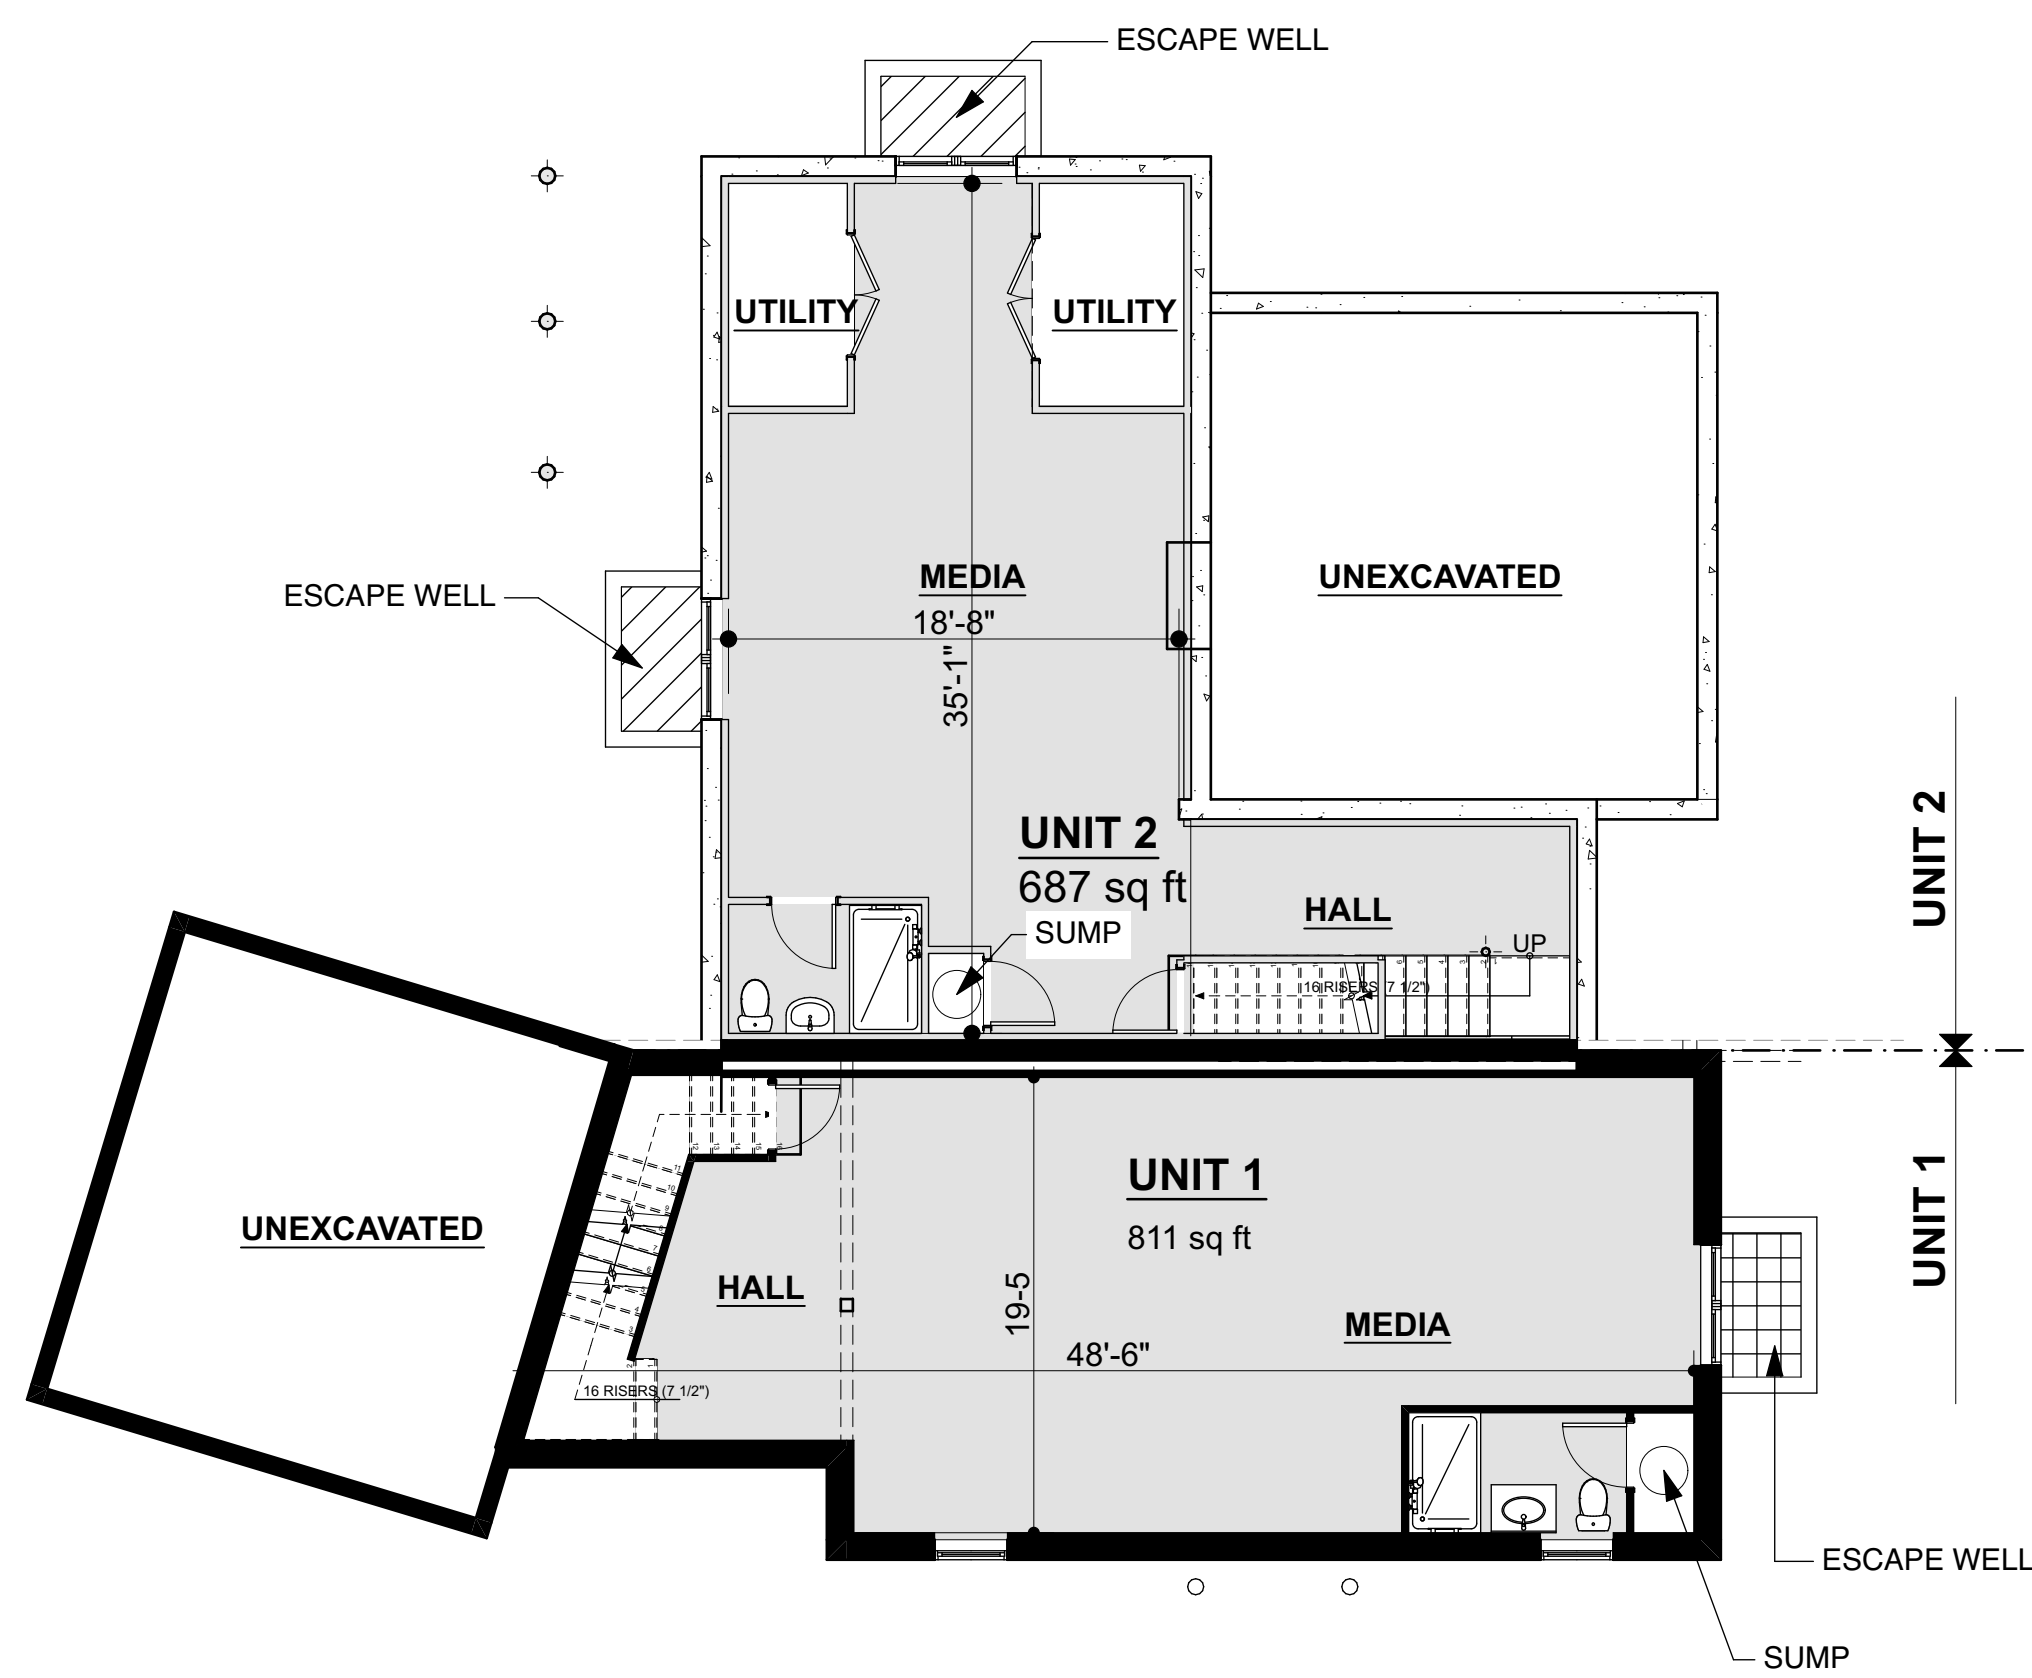 ESCAPE WELL
UTILITY
UTILITY
ESCAPE WELL
MEDIA
18'-8"
35'-1"
UNEXCAVATED
UNIT 2
687 sq ft
SUMP
HALL
UP
16 RISERS (7 1/2")
UNIT 2
UNIT 1
UNEXCAVATED
HALL
16 RISERS (7 1/2")
UNIT 1
811 sq ft
19-5
48'-6"
MEDIA
ESCAPE WELL
SUMP